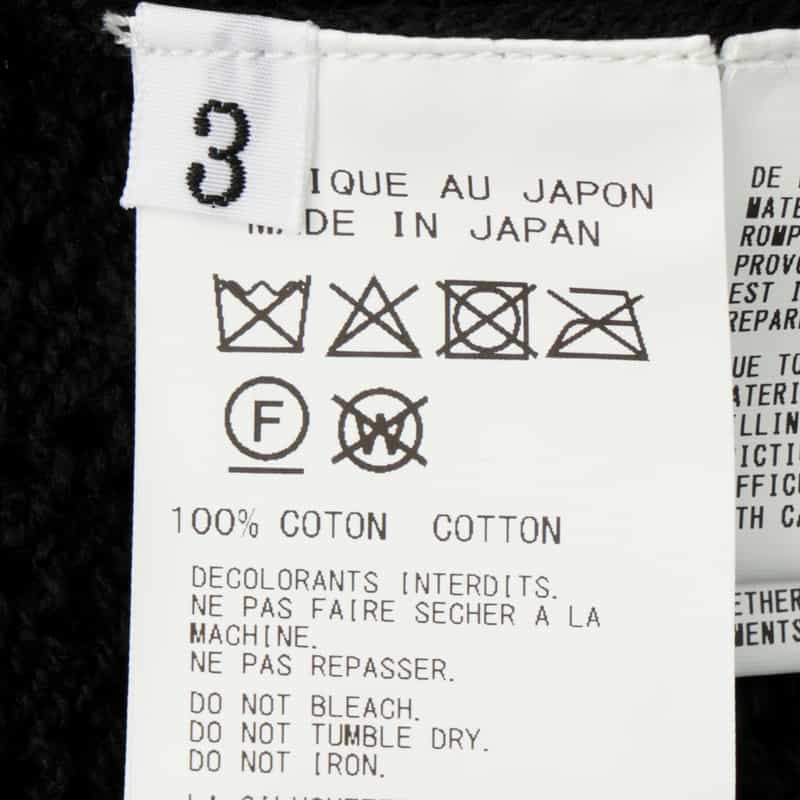 3
IQUE AU JAPON
MADE IN JAPAN
F
W
100% COTON COTTON
DECOLORANTS INTERDITS.
NE PAS FAIRE SECHER A LA
MACHINE.
NE PAS REPASSER.
DO NOT BLEACH.
DO NOT TUMBLE DRY.
DO NOT IRON.
DE
MATE
ROMP
PROVO
EST I
REPAR
UE TO
ATERI
LLIN
ICTI
FFICU
TH CA
ETHER
MENTS